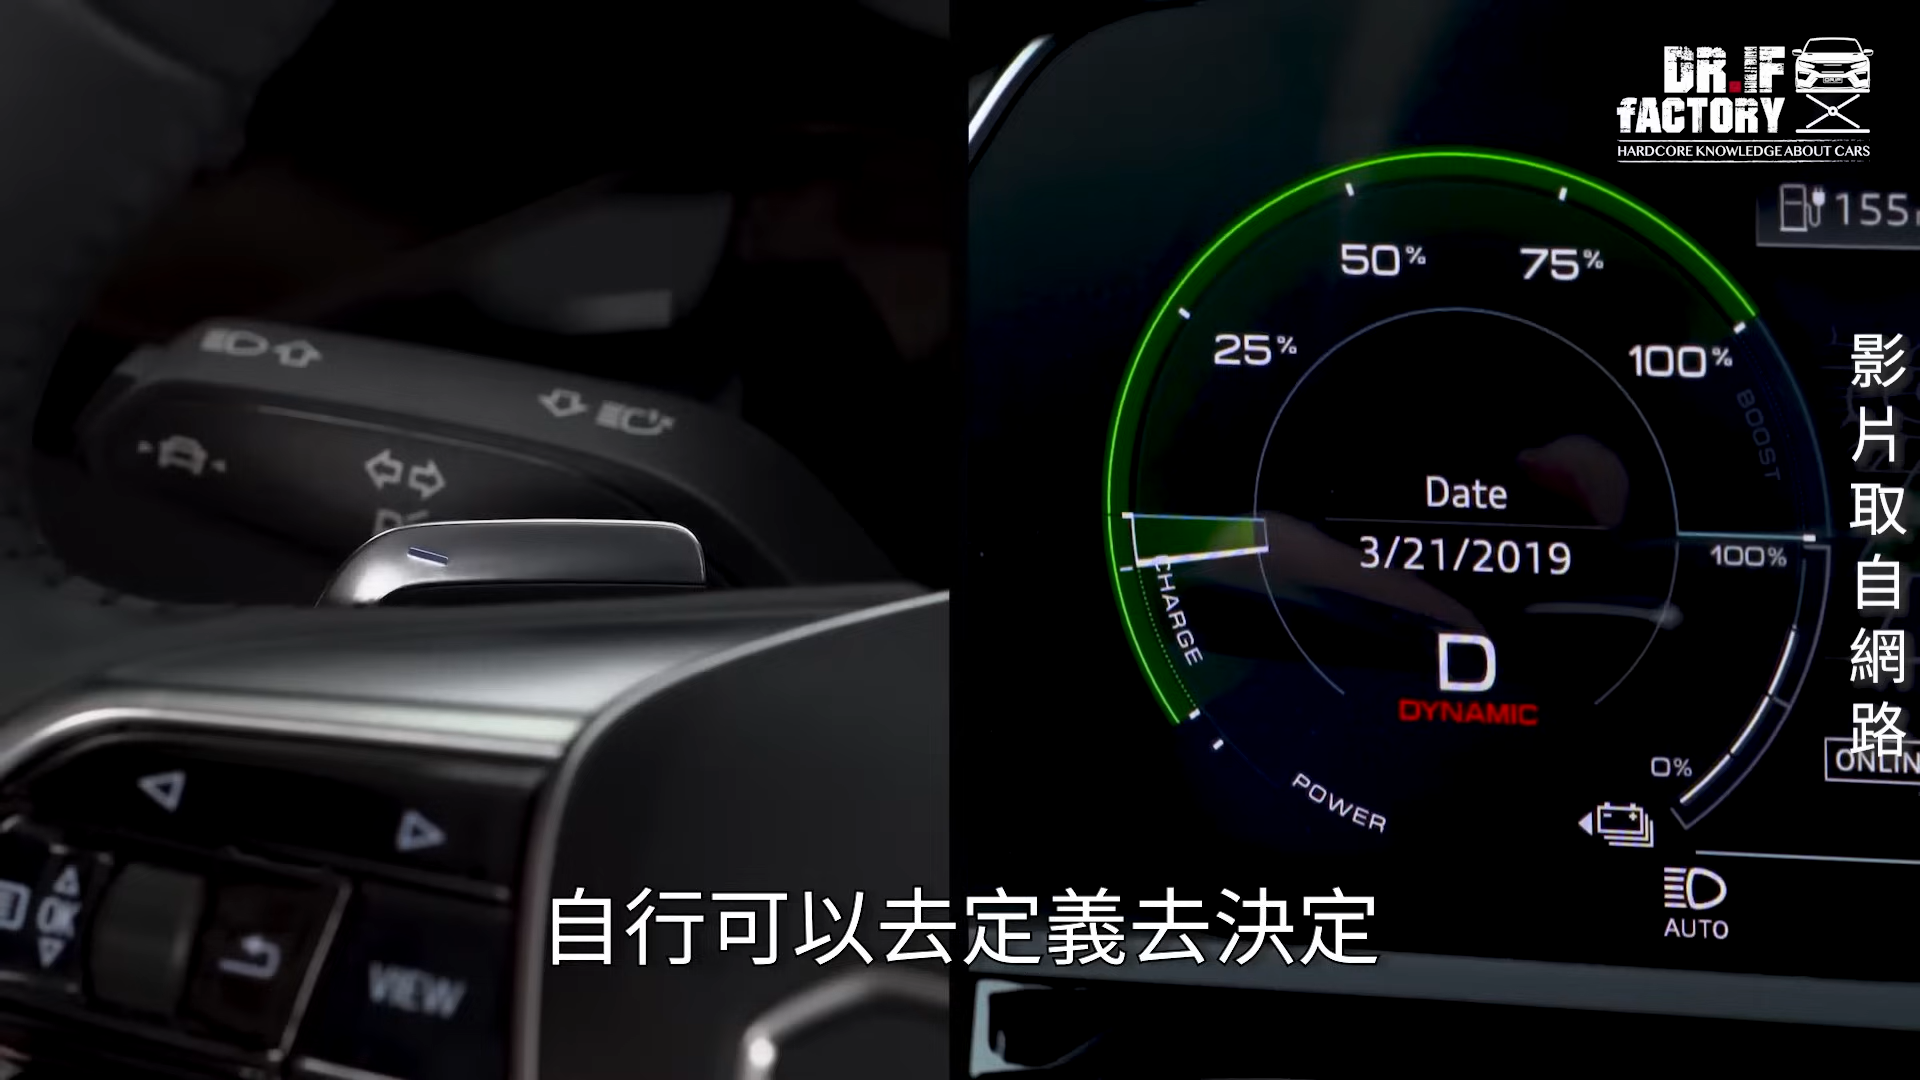 DR.IF
fACTORY
HARDCORE KNOWLEDGE ABOUT CARS
155
50%
75%
25%
100%
BOOST
Date
3/21/2019
100%
CHARGE
D
DYNAMIC
0%
POWER
AUTO
OK
VIEW
影片取自網路
自行可以去定義去決定